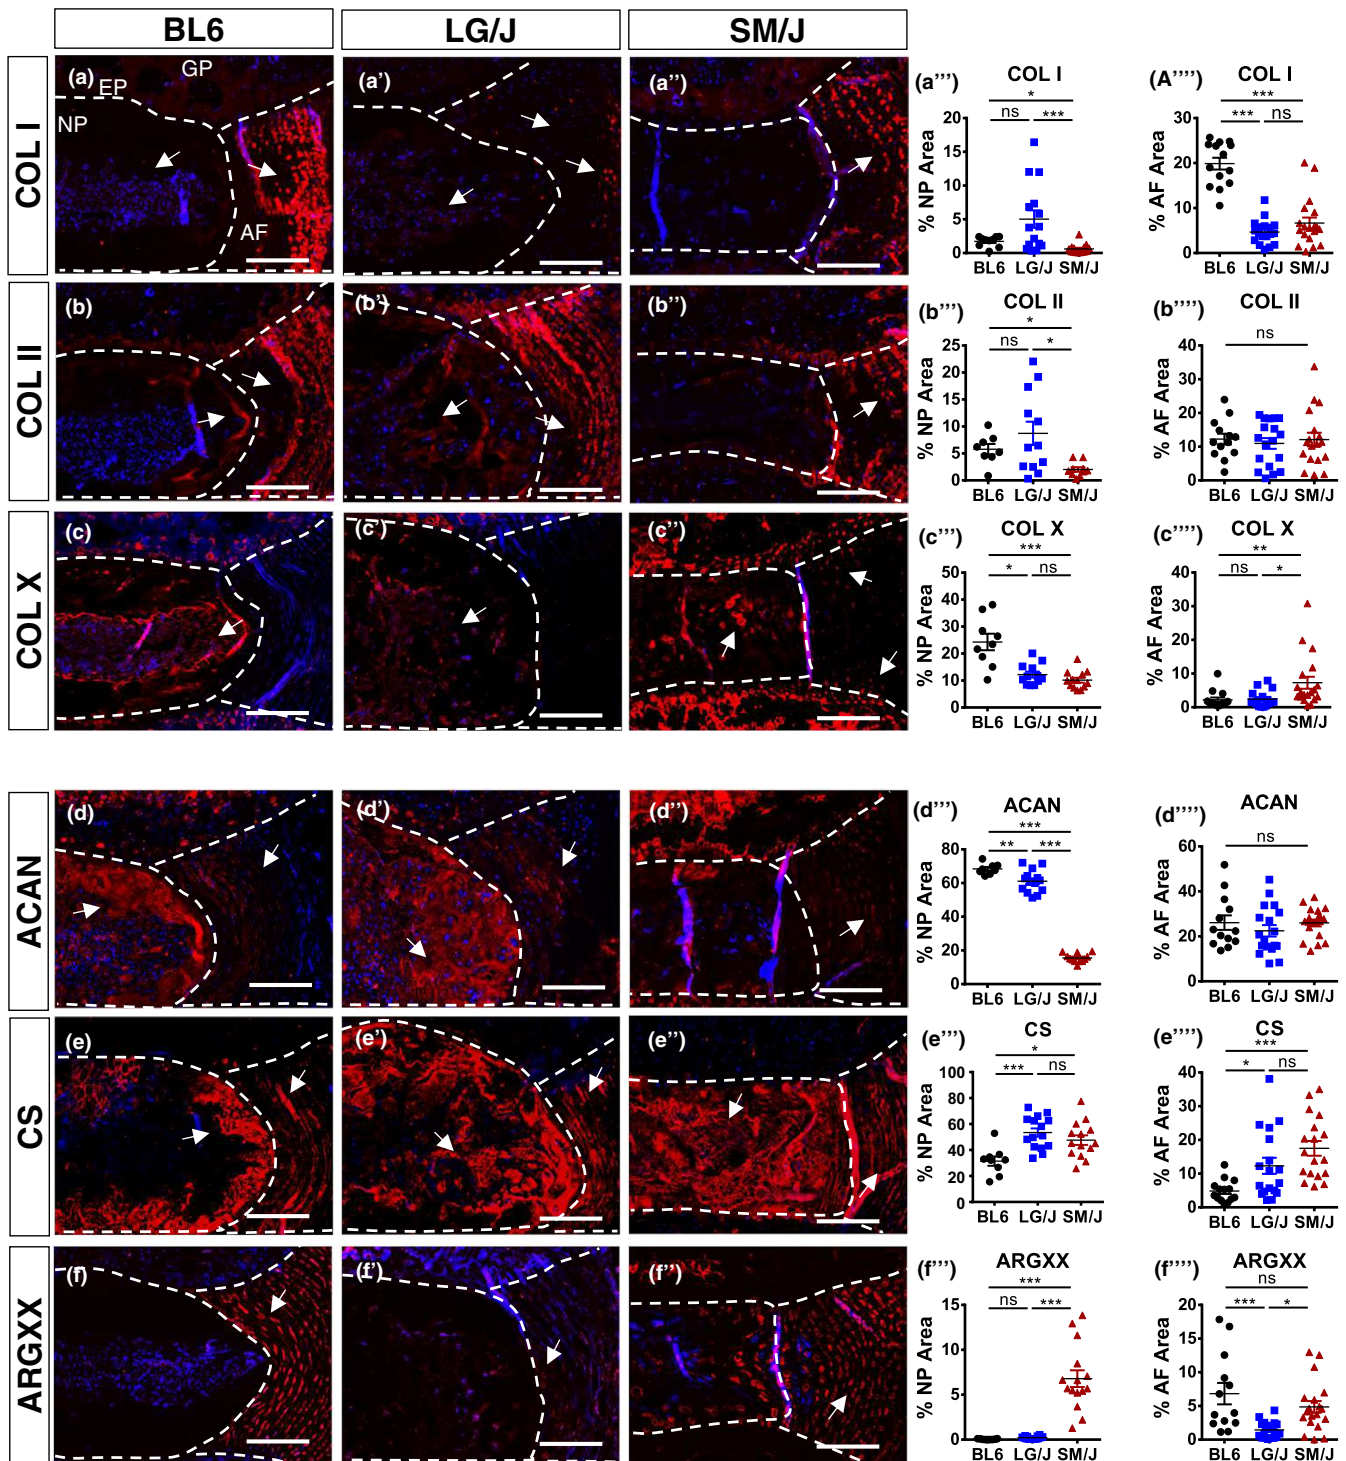 BL6 LG/J SM/J
COL I
(a) GP EP NP AF
(a')
(a'')
(a''') COL I
*
ns ***
% NP Area
20
15
10
5
0
BL6 LG/J SM/J
(A'''') COL I
***
*** ns
% AF Area
30
20
10
0
BL6 LG/J SM/J
COL II
(b)
(b')
(b'')
(b''') COL II
*
ns *
% NP Area
25
20
15
10
5
0
BL6 LG/J SM/J
(b'''') COL II
ns
% AF Area
40
30
20
10
0
BL6 LG/J SM/J
COL X
(c)
(c')
(c'')
(c''') COL X
***
* ns
% NP Area
50
40
30
20
10
0
BL6 LG/J SM/J
(c'''') COL X
**
ns *
% AF Area
40
30
20
10
0
BL6 LG/J SM/J
ACAN
(d)
(d')
(d'')
(d''') ACAN
***
** ***
% NP Area
80
60
40
20
0
BL6 LG/J SM/J
(d'''') ACAN
ns
% AF Area
60
40
20
0
BL6 LG/J SM/J
CS
(e)
(e')
(e'')
(e''') CS
*
*** ns
% NP Area
100
80
60
40
20
0
BL6 LG/J SM/J
(e'''') CS
***
* ns
% AF Area
40
30
20
10
0
BL6 LG/J SM/J
ARGXX
(f)
(f')
(f'')
(f''') ARGXX
***
ns ***
% NP Area
15
10
5
0
BL6 LG/J SM/J
(f'''') ARGXX
ns
*** *
% AF Area
20
15
10
5
0
BL6 LG/J SM/J